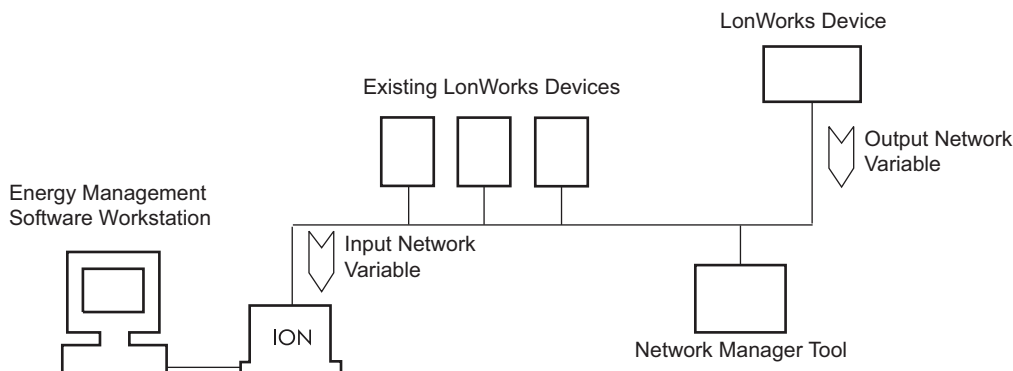 LonWorks Device
Existing LonWorks Devices
Output Network
Variable
Energy Management
Software Workstation
Input Network
Variable
ION
Network Manager Tool